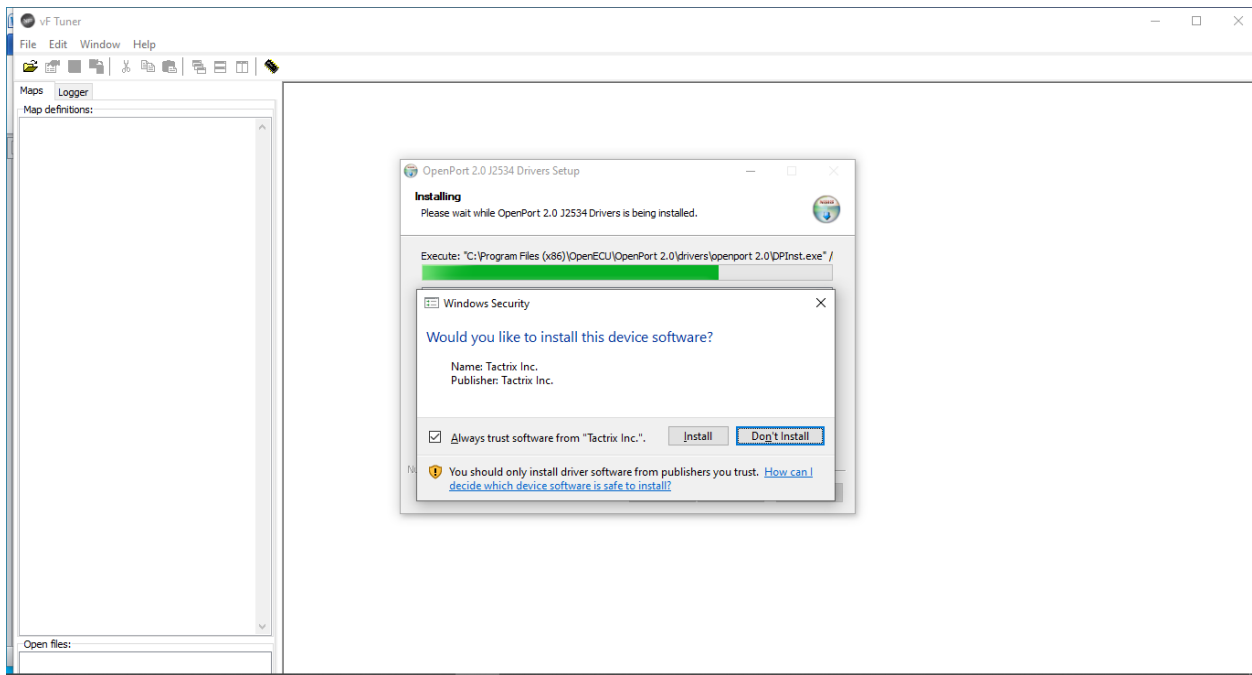 vF Tuner
File Edit Window Help
Maps Logger
Map definitions:
OpenPort 2.0 J2534 Drivers Setup
Installing
Please wait while OpenPort 2.0 J2534 Drivers is being installed.
Execute: "C:\Program Files (x86)\OpenECU\OpenPort 2.0\drivers\openport 2.0\DPInst.exe" /
Windows Security
Would you like to install this device software?
Name: Tactrix Inc.
Publisher: Tactrix Inc.
Always trust software from "Tactrix Inc.".
Install
Don't Install
You should only install driver software from publishers you trust. How can I
decide which device software is safe to install?
Open files: